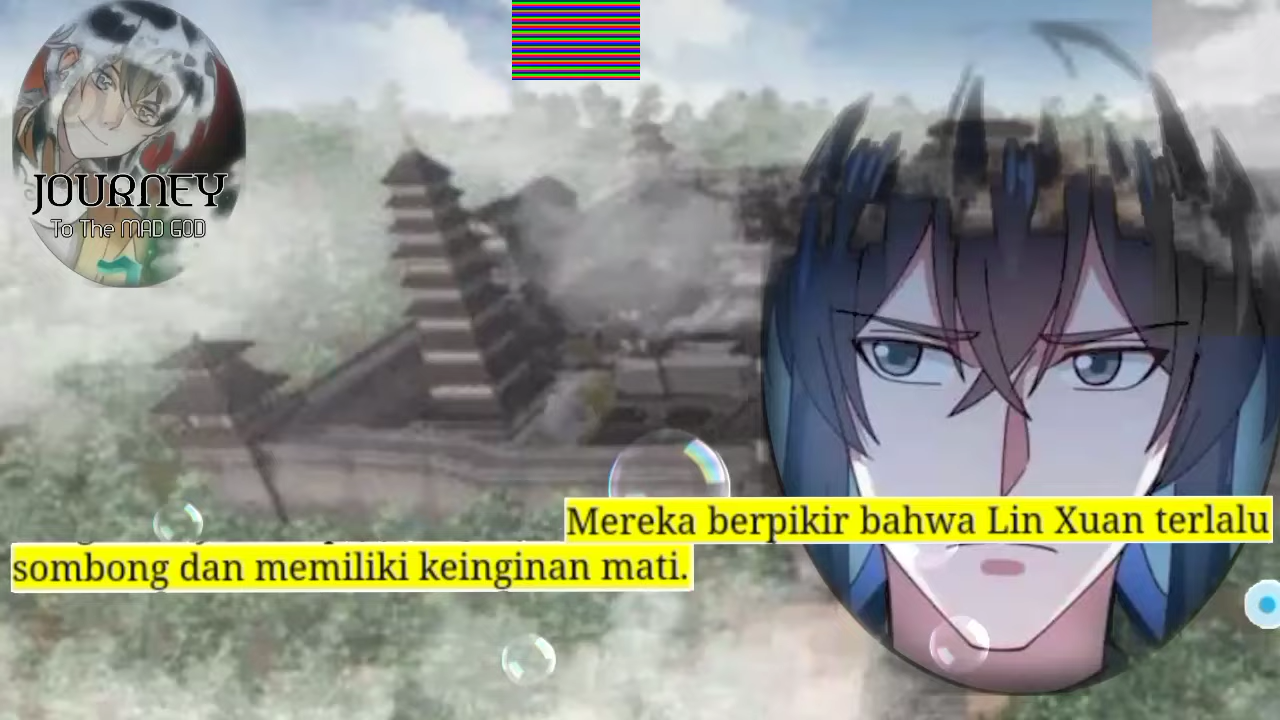 JOURNEY
To The MAD GOD
Mereka berpikir bahwa Lin Xuan terlalu
sombong dan memiliki keinginan mati.